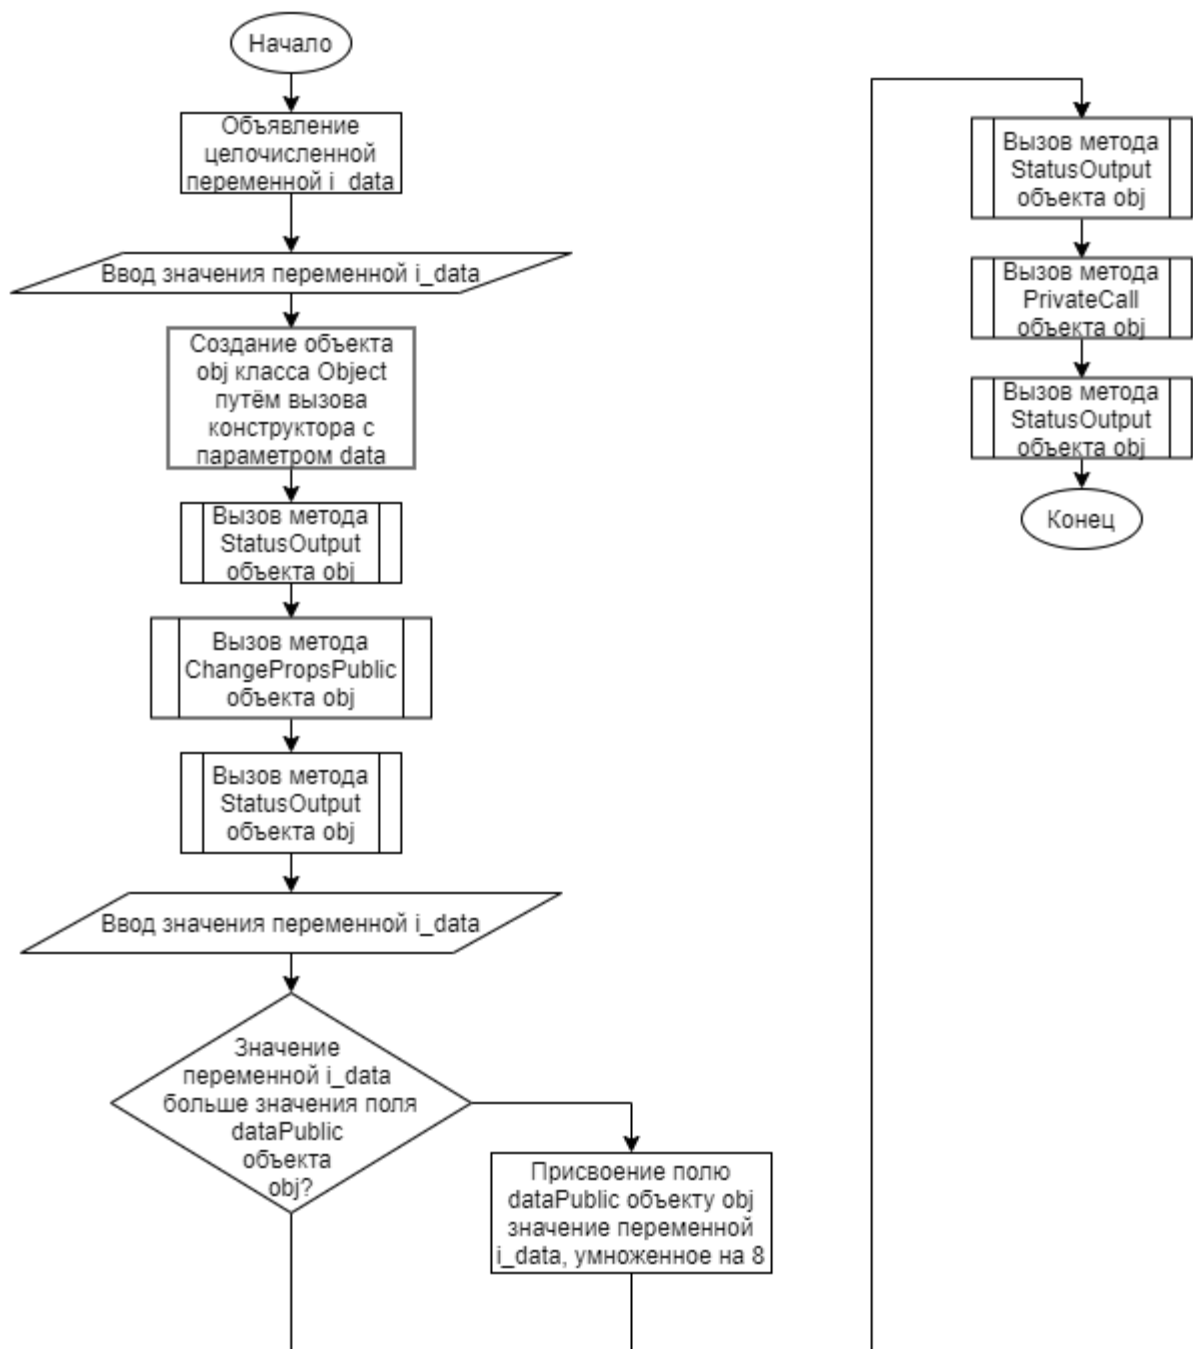 Начало
Объявление
целочисленной
переменной i_data
Ввод значения переменной i_data
Создание объекта
obj класса Object
путём вызова
конструктора с
параметром data
Вызов метода
StatusOutput
объекта obj
Вызов метода
ChangePropsPublic
объекта obj
Вызов метода
StatusOutput
объекта obj
Ввод значения переменной i_data
Значение
переменной i_data
больше значения поля
dataPublic
объекта
obj?
Присвоение полю
dataPublic объекту obj
значение переменной
i_data, умноженное на 8
Вызов метода
StatusOutput
объекта obj
Вызов метода
PrivateCall
объекта obj
Вызов метода
StatusOutput
объекта obj
Конец